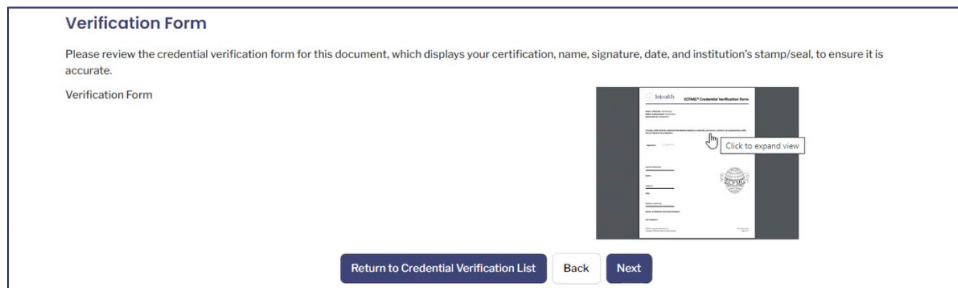 Verification Form
Please review the credential verification form for this document, which displays your certification, name, signature, date, and institution's stamp/seal, to ensure it is
accurate.
Verification Form
Intealth
ECFMG® Credential Verification Form
Click to expand view
Return to Credential Verification List
Back
Next